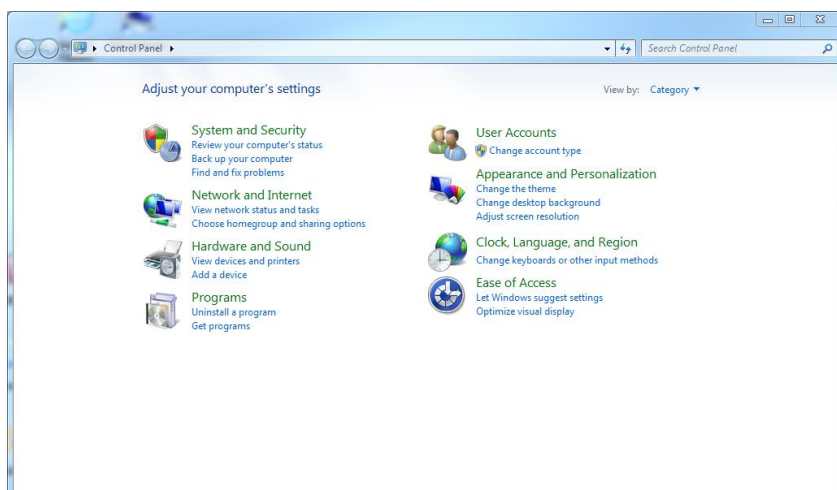 Control Panel
Search Control Panel
Adjust your computer's settings
View by: Category
System and Security
Review your computer's status
Back up your computer
Find and fix problems
Network and Internet
View network status and tasks
Choose homegroup and sharing options
Hardware and Sound
View devices and printers
Add a device
Programs
Uninstall a program
Get programs
User Accounts
Change account type
Appearance and Personalization
Change the theme
Change desktop background
Adjust screen resolution
Clock, Language, and Region
Change keyboards or other input methods
Ease of Access
Let Windows suggest settings
Optimize visual display